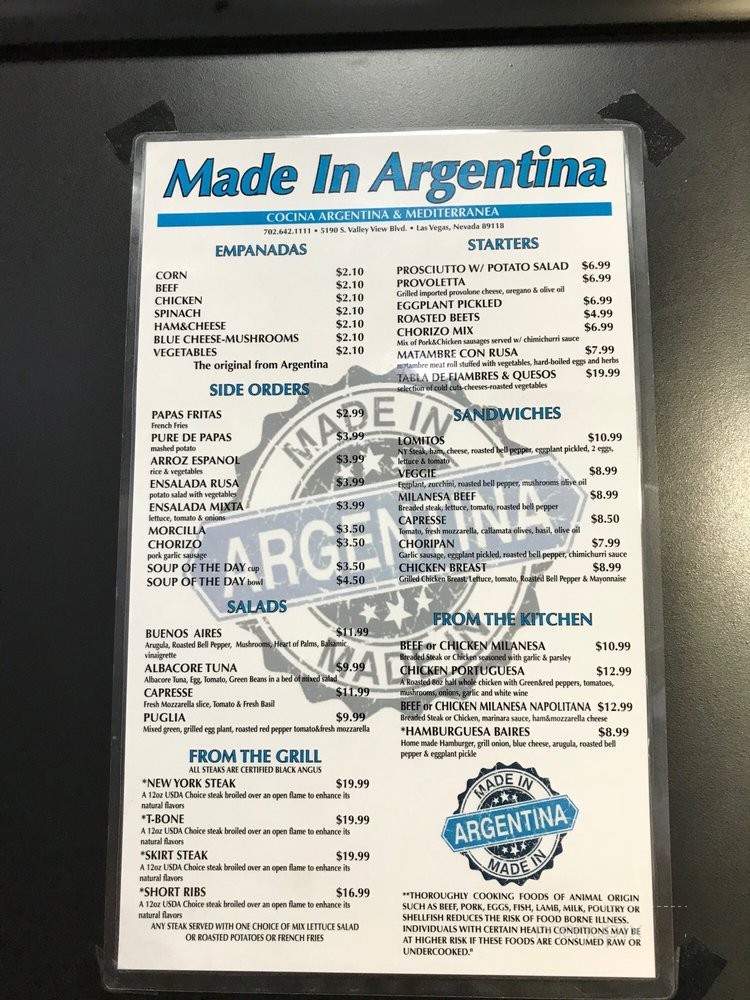 Made In Argentina
COCINA ARGENTINA & MEDITERRANEA
702.642.1111 • 5190 S. Valley View Blvd. • Las Vegas, Nevada 89118
EMPANADAS
CORN $2.10
BEEF $2.10
CHICKEN $2.10
SPINACH $2.10
HAM&CHEESE $2.10
BLUE CHEESE-MUSHROOMS $2.10
VEGETABLES $2.10
The original from Argentina
SIDE ORDERS
PAPAS FRITAS $2.99
French Fries
PURE DE PAPAS $3.99
mashed potato
ARROZ ESPANOL $3.99
rice & vegetables
ENSALADA RUSA $3.99
potato salad with vegetables
ENSALADA MIXTA $3.99
lettuce, tomato & onions
MORCILLA $3.50
CHORIZO $3.50
pork garlic sausage
SOUP OF THE DAY cup $3.50
SOUP OF THE DAY bowl $4.50
SALADS
BUENOS AIRES $11.99
Arugula, Roasted Bell Pepper, Mushrooms, Heart of Palms, Balsamic
vinaigrette
ALBACORE TUNA $9.99
Albacore Tuna, Egg, Tomato, Green Beans in a bed of mixed salad
CAPRESSE $11.99
Fresh Mozzarella slice, Tomato & Fresh Basil
PUGLIA $9.99
Mixed green, grilled egg plant, roasted red pepper tomato&fresh mozzarella
FROM THE GRILL
ALL STEAKS ARE CERTIFIED BLACK ANGUS
*NEW YORK STEAK $19.99
A 12oz USDA Choice steak broiled over an open flame to enhance its
natural flavors
*T-BONE $19.99
A 12oz USDA Choice steak broiled over an open flame to enhance its
natural flavors
*SKIRT STEAK $19.99
A 12oz USDA Choice steak broiled over an open flame to enhance its
natural flavors
*SHORT RIBS $16.99
A 12oz USDA Choice steak broiled over an open flame to enhance its
natural flavors
ANY STEAK SERVED WITH ONE CHOICE OF MIX LETTUCE SALAD
OR ROASTED POTATOES OR FRENCH FRIES
STARTERS
PROSCIUTTO W/ POTATO SALAD $6.99
PROVOLETTA $6.99
Grilled imported provolone cheese, oregano & olive oil
EGGPLANT PICKLED $6.99
ROASTED BEETS $4.99
CHORIZO MIX $6.99
Mix of Pork&Chicken sausages served w/ chimichurri sauce
MATAMBRE CON RUSA $7.99
matambre meat roll stuffed with vegetables, hard-boiled eggs and herbs
TABLA DE FIAMBRES & QUESOS $19.99
selection of cold cuts-cheeses-roasted vegetables
SANDWICHES
LOMITOS $10.99
NY Steak, ham, cheese, roasted bell pepper, eggplant pickled, 2 eggs,
lettuce & tomato
VEGGIE $8.99
Eggplant, zucchini, roasted bell pepper, mushrooms olive oil
MILANESA BEEF $8.99
Breaded steak, lettuce, tomato, roasted bell pepper
CAPRESSE $8.50
Tomato, fresh mozzarella, callamata olives, basil, olive oil
CHORIPAN $7.99
Garlic sausage, eggplant pickled, roasted bell pepper, chimichurri sauce
CHICKEN BREAST $8.99
Grilled Chicken Breast, Lettuce, tomato, Roasted Bell Pepper & Mayonnaise
FROM THE KITCHEN
BEEF or CHICKEN MILANESA $10.99
Breaded Steak or Chicken seasoned with garlic & parsley
CHICKEN PORTUGUESA $12.99
A Roasted 8oz half whole chicken with Green&red peppers, tomatoes,
mushrooms, onions, garlic and white wine
BEEF or CHICKEN MILANESA NAPOLITANA $12.99
Breaded Steak or Chicken, marinara sauce, ham&mozzarella cheese
*HAMBURGUESA BAIRES $8.99
Home made Hamburger, grill onion, blue cheese, arugula, roasted bell
pepper & eggplant pickle
MADE IN
ARGENTINA
MADE IN
**THOROUGHLY COOKING FOODS OF ANIMAL ORIGIN
SUCH AS BEEF, PORK, EGGS, FISH, LAMB, MILK, POULTRY OR
SHELLFISH REDUCES THE RISK OF FOOD BORNE ILLNESS.
INDIVIDUALS WITH CERTAIN HEALTH CONDITIONS MAY BE
AT HIGHER RISK IF THESE FOODS ARE CONSUMED RAW OR
UNDERCOOKED."
MADE IN
ARGENTINA
MADE IN